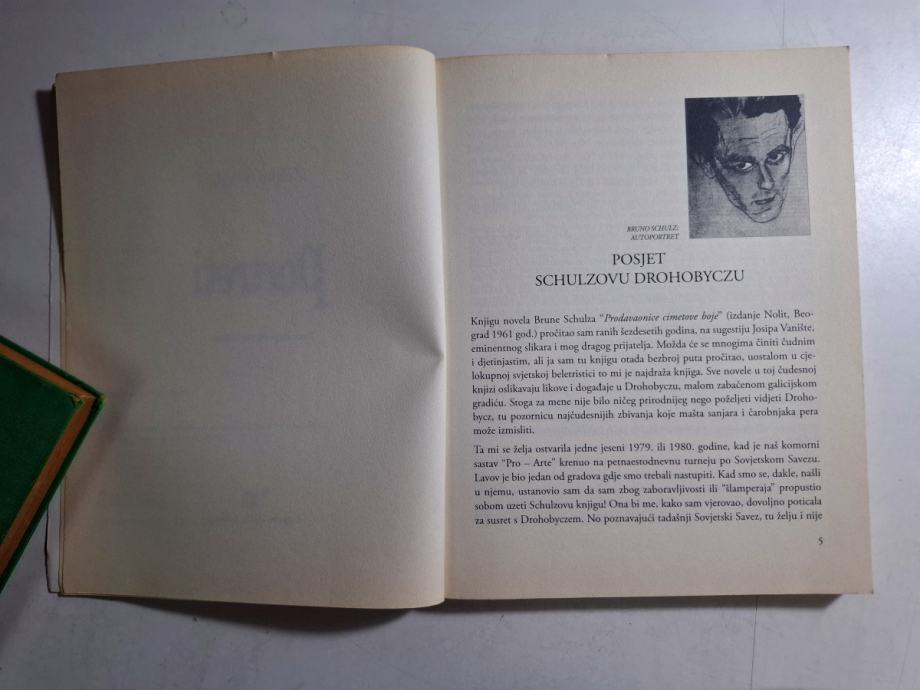 BRUNO SCHULZ:
AUTOPORTRET
POSJET
SCHULZOVU DROHOBYCZU
Knjigu novela Brune Schulza "Prodavaonice cimetove boje" (izdanje Nolit, Beo-
grad 1961 god.) pročitao sam ranih šezdesetih godina, na sugestiju Josipa Vanište,
eminentnog slikara i mog dragog prijatelja. Možda će se mnogima činiti čudnim
i djetinjastim, ali ja sam tu knjigu otada bezbroj puta pročitao, uostalom u cje-
lokupnoj svjetskoj beletristici to mi je najdraža knjiga. Sve novele u toj čudesnoj
knjizi oslikavaju likove i događaje u Drohobyczu, malom zabačenom galicijskom
gradiću. Stoga za mene nije bilo ničeg prirodnijeg nego poželjeti vidjeti Droho-
bycz, tu pozornicu najčudesnijih zbivanja koje mašta sanjara i čarobnjaka pera
može izmisliti.
Ta mi se želja ostvarila jedne jeseni 1979. ili 1980. godine, kad je naš komorni
sastav "Pro – Arte" krenuo na petnaestodnevnu turneju po Sovjetskom Savezu.
Lavov je bio jedan od gradova gdje smo trebali nastupiti. Kad smo se, dakle, našli
u njemu, ustanovio sam da sam zbog zaboravljivosti ili "šlamperaja" propustio
sobom uzeti Schulzovu knjigu! Ona bi me, kako sam vjerovao, dovoljno poticala
za susret s Drohobyczem. No poznavajući tadašnji Sovjetski Savez, tu želju i nije
5